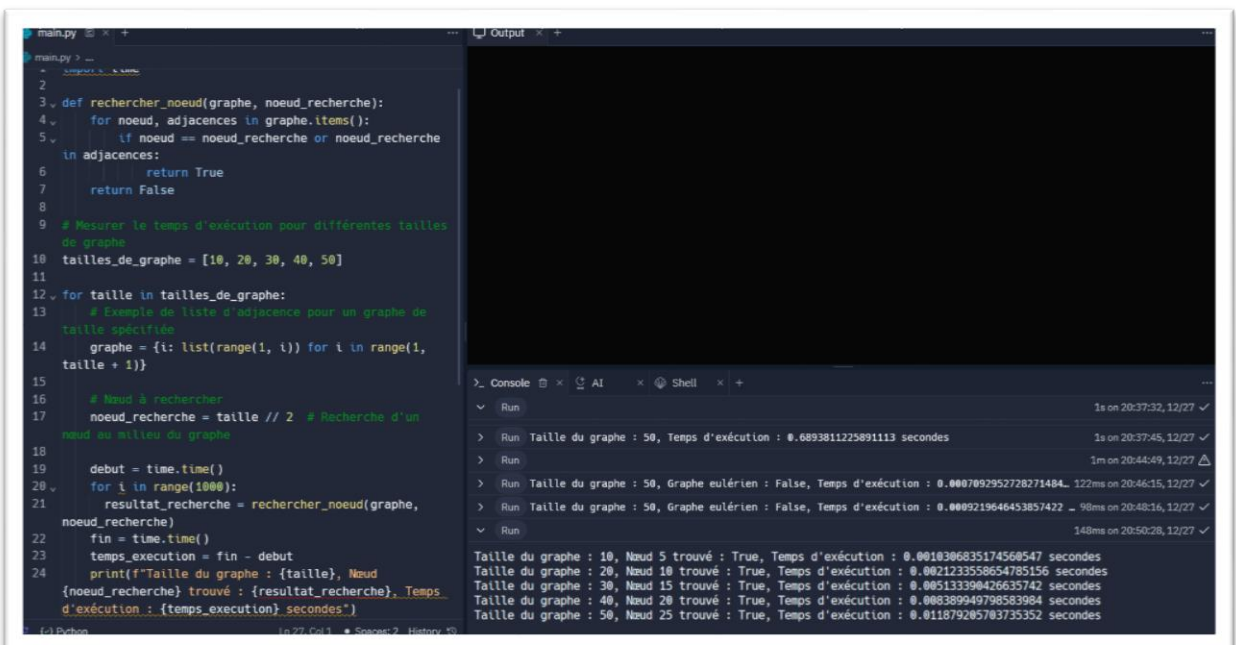 main.py × +
main.py > ...
1 import time
2
3 def rechercher_noeud(graphe, noeud_recherche):
4 for noeud, adjacences in graphe.items():
5 if noeud == noeud_recherche or noeud_recherche
in adjacences:
6 return True
7 return False
8
9 # Mesurer le temps d'exécution pour différentes tailles
de graphe
10 tailles_de_graphe = [10, 20, 30, 40, 50]
11
12 for taille in tailles_de_graphe:
13 # Exemple de liste d'adjacence pour un graphe de
taille spécifiée
14 graphe = {i: list(range(1, i)) for i in range(1,
taille + 1)}
15
16 # Nœud à rechercher
17 noeud_recherche = taille // 2 # Recherche d'un
nœud au milieu du graphe
18
19 debut = time.time()
20 for i in range(1000):
21 resultat_recherche = rechercher_noeud(graphe,
noeud_recherche)
22 fin = time.time()
23 temps_execution = fin - debut
24 print(f"Taille du graphe : {taille}, Nœud
{noeud_recherche} trouvé : {resultat_recherche}, Temps
d'exécution : {temps_execution} secondes")
Python Ln 27, Col 1 • Spaces: 2 History
Output × +
>_ Console × AI × Shell × +
Run 1s on 20:37:32, 12/27
Run Taille du graphe : 50, Temps d'exécution : 0.6893811225891113 secondes 1s on 20:37:45, 12/27
Run 1m on 20:44:49, 12/27
Run Taille du graphe : 50, Graphe eulérien : False, Temps d'exécution : 0.0007092952728271484… 122ms on 20:46:15, 12/27
Run Taille du graphe : 50, Graphe eulérien : False, Temps d'exécution : 0.0009219646453857422 … 98ms on 20:48:16, 12/27
Run 148ms on 20:50:28, 12/27
Taille du graphe : 10, Nœud 5 trouvé : True, Temps d'exécution : 0.0010306835174560547 secondes
Taille du graphe : 20, Nœud 10 trouvé : True, Temps d'exécution : 0.0021233558654785156 secondes
Taille du graphe : 30, Nœud 15 trouvé : True, Temps d'exécution : 0.005133390426635742 secondes
Taille du graphe : 40, Nœud 20 trouvé : True, Temps d'exécution : 0.008389949798583984 secondes
Taille du graphe : 50, Nœud 25 trouvé : True, Temps d'exécution : 0.011879205703735352 secondes